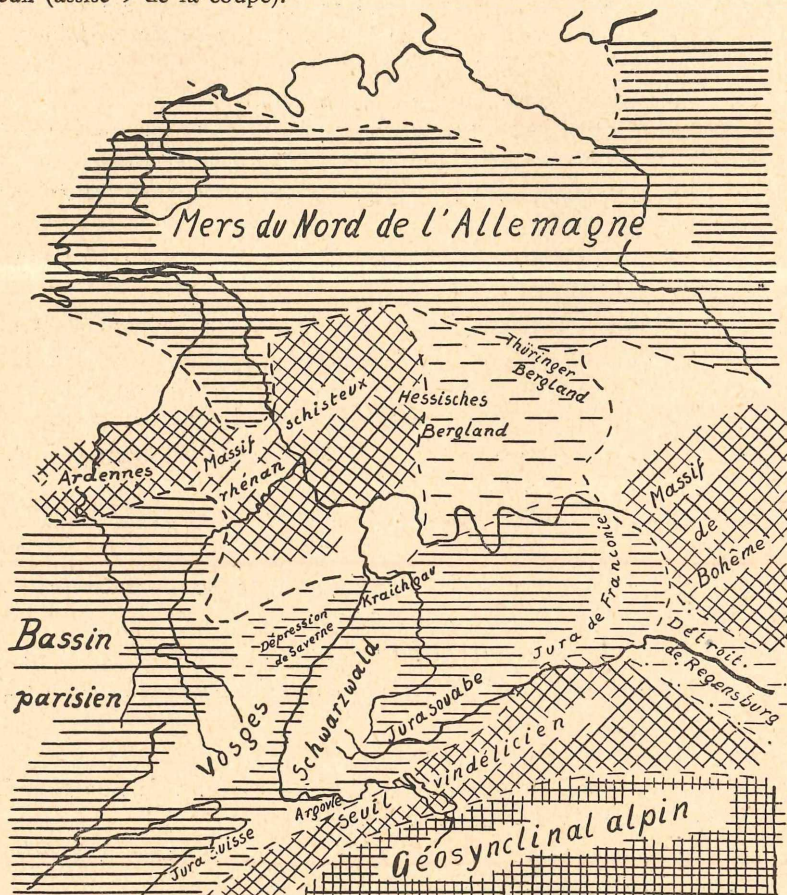 (assise 9 de la coupe).
Mers du Nord de l'Allemagne
Thüringer
Bergland
Hessisches
Bergland
schisteux
Massif
rhénan
Ardennes
Massif
de
Bohême
Kraichgau
Dépression
de Saverne
Jura de Franconie
Détroit
de Regensburg
Bassin
parisien
Vosges
Schwarzwald
Jura Souabe
vindélicien
Seuil
Argovie
Jura Suisse
Géosynclinal alpin